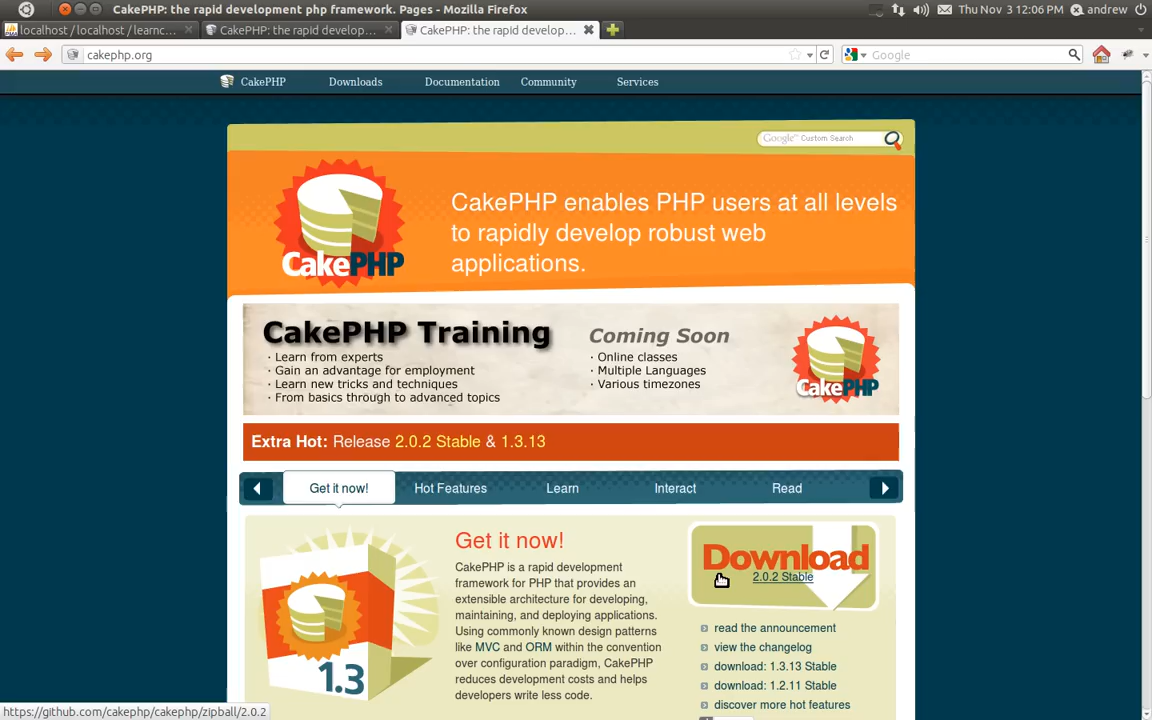 CakePHP: the rapid development php framework. Pages - Mozilla Firefox
Thu Nov 3 12:06 PM
andrew
localhost / localhost / learnc...
CakePHP: the rapid develop...
CakePHP: the rapid develop...
cakephp.org
Google
CakePHP
Downloads
Documentation
Community
Services
Google™ Custom Search
CakePHP
CakePHP enables PHP users at all levels
to rapidly develop robust web
applications.
CakePHP Training
· Learn from experts
· Gain an advantage for employment
· Learn new tricks and techniques
· From basics through to advanced topics
Coming Soon
· Online classes
· Multiple Languages
· Various timezones
CakePHP
Extra Hot: Release 2.0.2 Stable & 1.3.13
Get it now!
Hot Features
Learn
Interact
Read
1.3
Get it now!
CakePHP is a rapid development
framework for PHP that provides an
extensible architecture for developing,
maintaining, and deploying applications.
Using commonly known design patterns
like MVC and ORM within the convention
over configuration paradigm, CakePHP
reduces development costs and helps
developers write less code.
Download
2.0.2 Stable
read the announcement
view the changelog
download: 1.3.13 Stable
download: 1.2.11 Stable
discover more hot features
https://github.com/cakephp/cakephp/zipball/2.0.2